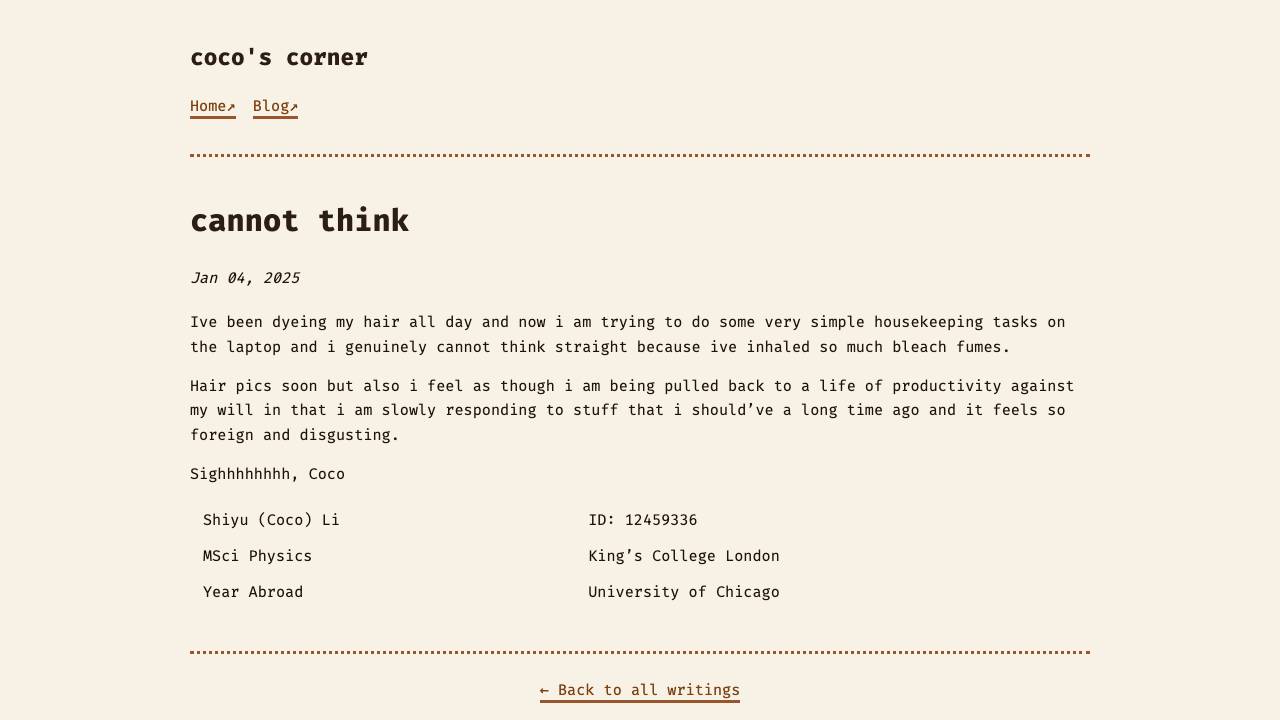 coco's corner
Home↗ Blog↗
cannot think
Jan 04, 2025
Ive been dyeing my hair all day and now i am trying to do some very simple housekeeping tasks on
the laptop and i genuinely cannot think straight because ive inhaled so much bleach fumes.
Hair pics soon but also i feel as though i am being pulled back to a life of productivity against
my will in that i am slowly responding to stuff that i should’ve a long time ago and it feels so
foreign and disgusting.
Sighhhhhhhh, Coco
Shiyu (Coco) Li ID: 12459336
MSci Physics King’s College London
Year Abroad University of Chicago
← Back to all writings